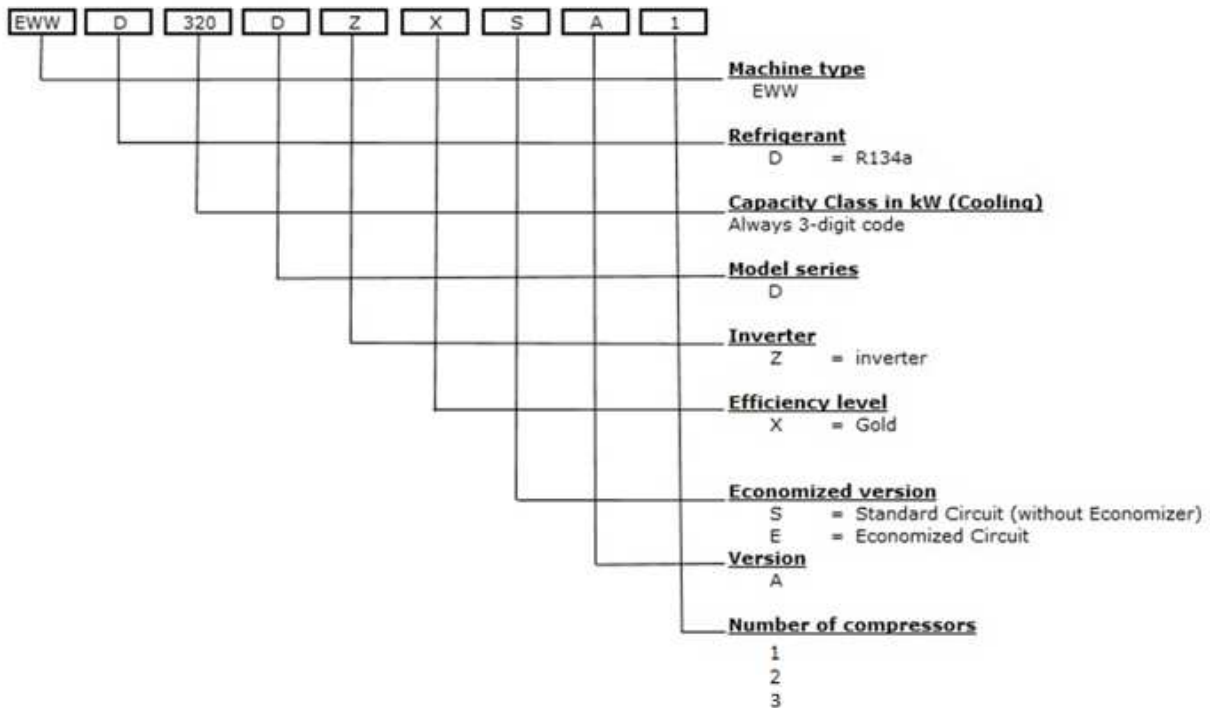 EWW D 320 D Z X S A 1
Machine type
EWW
Refrigerant
D = R134a
Capacity Class in kW (Cooling)
Always 3-digit code
Model series
D
Inverter
Z = inverter
Efficiency level
X = Gold
Economized version
S = Standard Circuit (without Economizer)
E = Economized Circuit
Version
A
Number of compressors
1
2
3